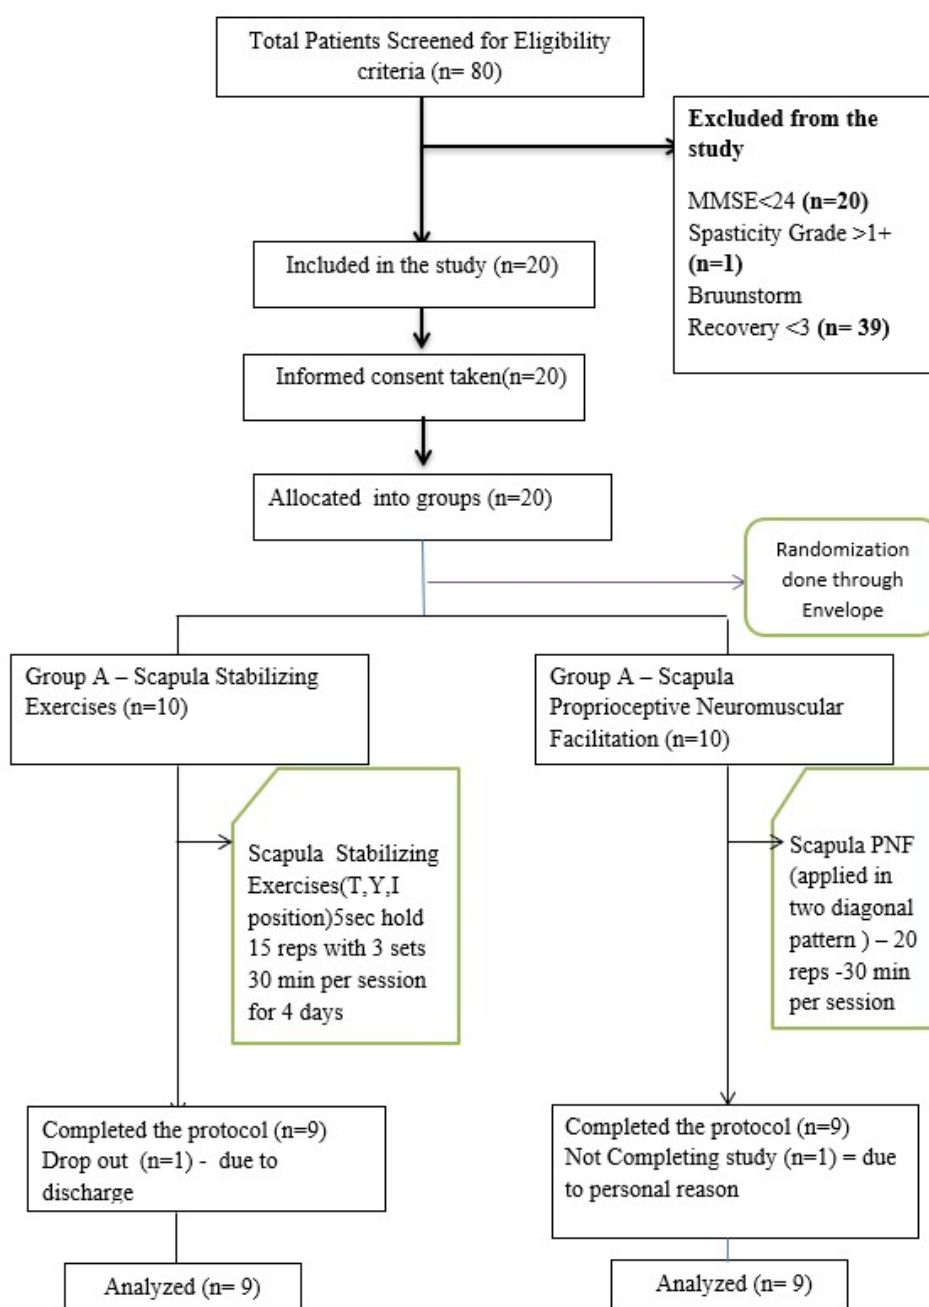 Total Patients Screened for Eligibility
criteria (n= 80)
Excluded from the
study
MMSE<24 (n=20)
Spasticity Grade >1+
(n=1)
Bruunstorm
Recovery <3 (n= 39)
Included in the study (n=20)
Informed consent taken(n=20)
Allocated into groups (n=20)
Randomization
done through
Envelope
Group A – Scapula Stabilizing
Exercises (n=10)
Group A – Scapula
Proprioceptive Neuromuscular
Facilitation (n=10)
Scapula Stabilizing
Exercises(T,Y,I
position)5sec hold
15 reps with 3 sets
30 min per session
for 4 days
Scapula PNF
(applied in
two diagonal
pattern ) – 20
reps -30 min
per session
Completed the protocol (n=9)
Drop out (n=1) - due to
discharge
Completed the protocol (n=9)
Not Completing study (n=1) = due
to personal reason
Analyzed (n= 9)
Analyzed (n= 9)